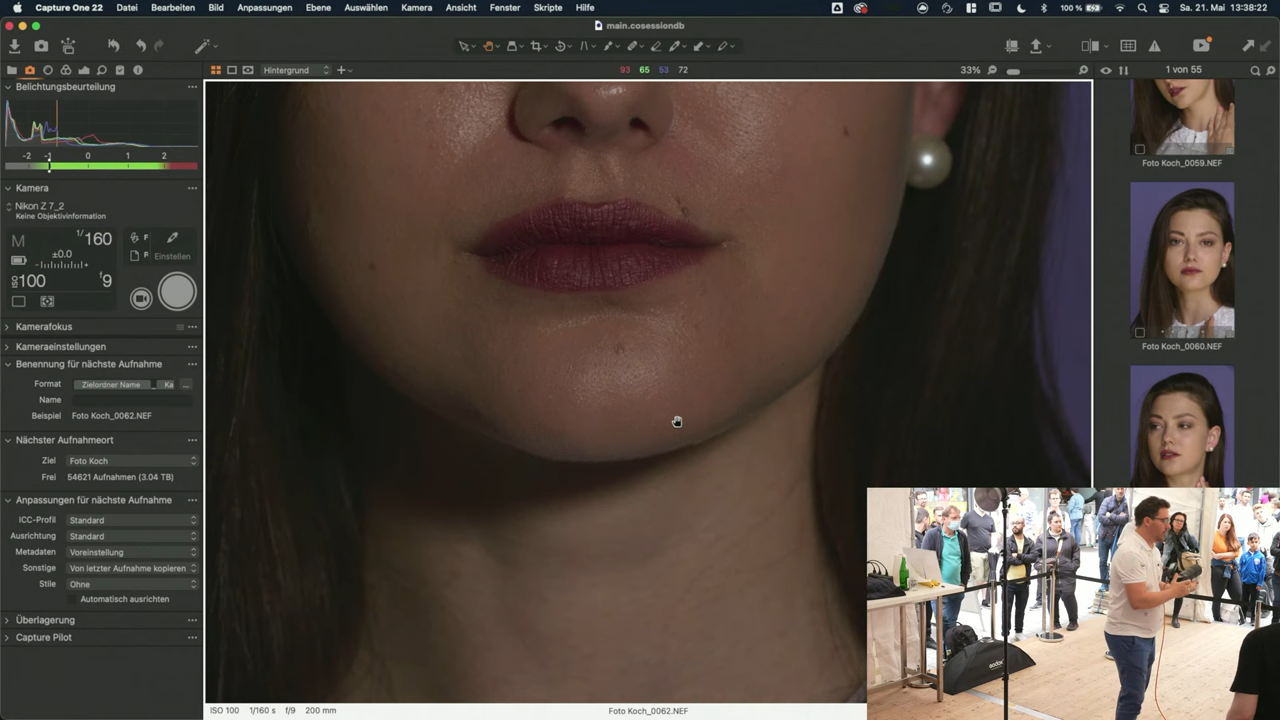 Capture One 22 Datei Bearbeiten Bild Anpassungen Ebene Auswählen Kamera Ansicht Fenster Skripte Hilfe 100 % Sa. 21. Mai 13:38:22
main.cosessiondb
Hintergrund
93 65 53 72
33%
1 von 55
Belichtungsbeurteilung
-2 -1 0 1 2
Kamera
Nikon Z 7_2
Keine Objektivinformation
M 1/160 F
±0.0 F Einstellen
ISO 100 f 9
Kamerafokus
Kameraeinstellungen
Benennung für nächste Aufnahme
Format Zielordner Name _ Ka ...
Name
Beispiel Foto Koch_0062.NEF
Nächster Aufnahmeort
Ziel Foto Koch
Frei 54621 Aufnahmen (3.04 TB)
Anpassungen für nächste Aufnahme
ICC-Profil Standard
Ausrichtung Standard
Metadaten Voreinstellung
Sonstige Von letzter Aufnahme kopieren
Stile Ohne
Automatisch ausrichten
Überlagerung
Capture Pilot
Foto Koch_0059.NEF
Foto Koch_0060.NEF
godox
ISO 100 1/160 s f/9 200 mm
Foto Koch_0062.NEF